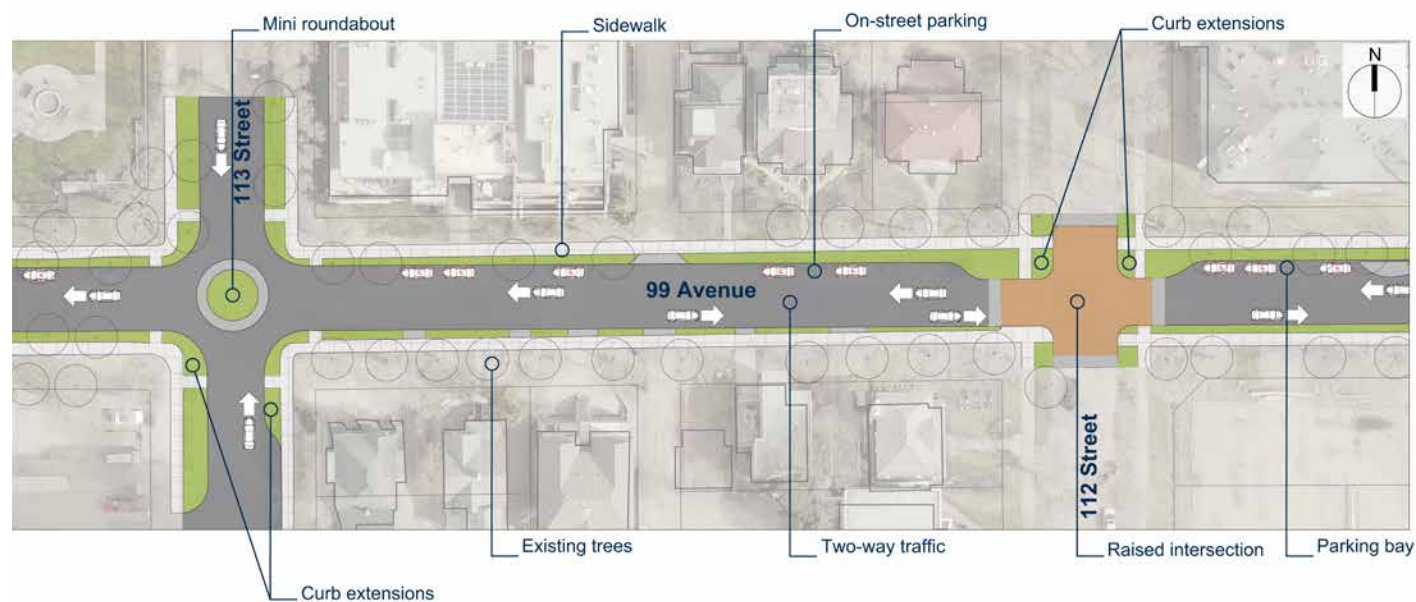 Mini roundabout
Sidewalk
On-street parking
Curb extensions
N
113 Street
99 Avenue
112 Street
Existing trees
Two-way traffic
Raised intersection
Parking bay
Curb extensions